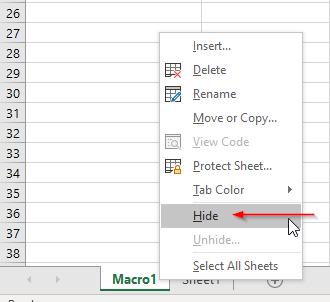 26
27
28
29
30
31
32
33
34
35
36
37
38
Insert...
Delete
Rename
Move or Copy...
View Code
Protect Sheet...
Tab Color
Hide
Unhide...
Select All Sheets
Macro1
Sheet1